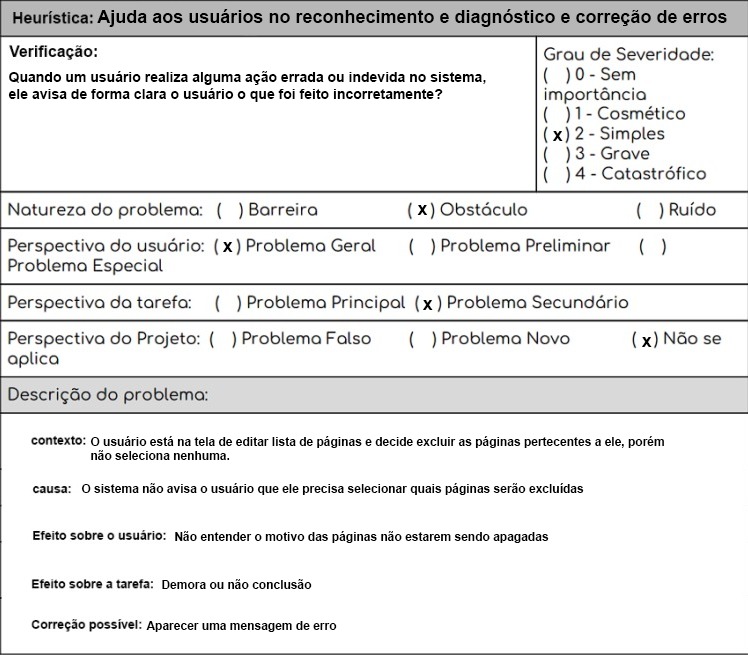 Heurística: Ajuda aos usuários no reconhecimento e diagnóstico e correção de erros
Verificação:
Quando um usuário realiza alguma ação errada ou indevida no sistema,
ele avisa de forma clara o usuário o que foi feito incorretamente?
Grau de Severidade:
( ) 0 - Sem
importância
( ) 1 - Cosmético
( x ) 2 - Simples
( ) 3 - Grave
( ) 4 - Catastrófico
Natureza do problema: ( ) Barreira ( x ) Obstáculo ( ) Ruído
Perspectiva do usuário: ( x ) Problema Geral ( ) Problema Preliminar ( )
Problema Especial
Perspectiva da tarefa: ( ) Problema Principal ( x ) Problema Secundário
Perspectiva do Projeto: ( ) Problema Falso ( ) Problema Novo ( x ) Não se
aplica
Descrição do problema:
contexto: O usuário está na tela de editar lista de páginas e decide excluir as páginas pertecentes a ele, porém
não seleciona nenhuma.
causa: O sistema não avisa o usuário que ele precisa selecionar quais páginas serão excluídas
Efeito sobre o usuário: Não entender o motivo das páginas não estarem sendo apagadas
Efeito sobre a tarefa: Demora ou não conclusão
Correção possível: Aparecer uma mensagem de erro